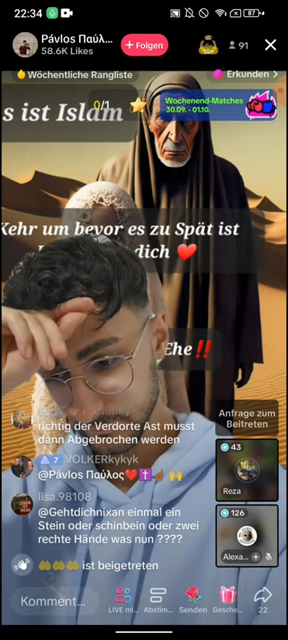 22:34
87
Pávlos Παύλ...
58.6K Likes
+ Folgen
91
Wöchentliche Rangliste
Erkunden >
s ist Islam
0/1
Wochenend-Matches
30.09. - 01.10.
Kehr um bevor es zu Spät ist
dich ❤️
Ehe‼️
richtig der Verdorte Ast musst
dann Abgebrochen werden
Anfrage zum
Beitreten
7 VOLKERkykyk
@Pávlos Παύλος❤️✝️☝🏾🙌
43
Reza
lisa.98108
@Gehtdichnixan einmal ein
Stein oder schinbein oder zwei
rechte Hände was nun ????
126
Alexa...
👋 🤲🤲🤲 ist beigetreten
Komment...
LIVE mi...
Abstim...
Senden
Gesche...
22